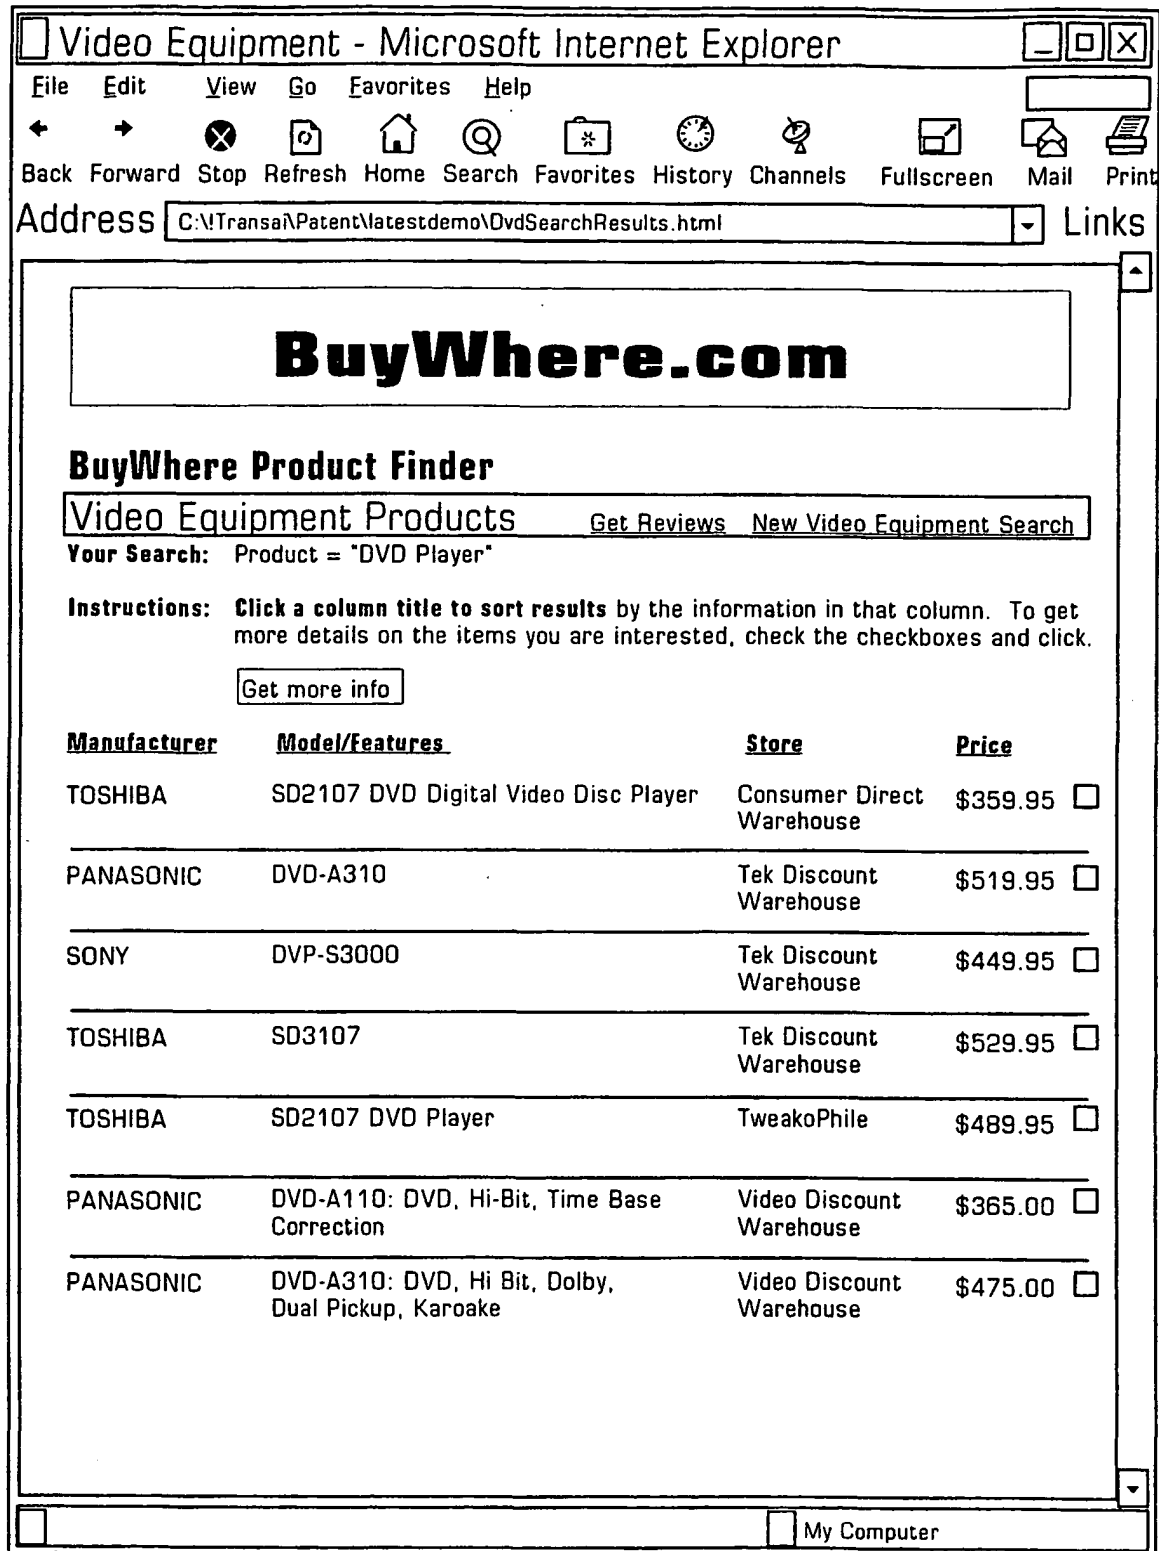 Video Equipment - Microsoft Internet Explorer
File Edit View Go Favorites Help
Back Forward Stop Refresh Home Search Favorites History Channels Fullscreen Mail Print
Address C:\!Transai\Patent\latestdemo\DvdSearchResults.html Links
BuyWhere.com
BuyWhere Product Finder
Video Equipment Products Get Reviews New Video Equipment Search
Your Search: Product = "DVD Player"
Instructions: Click a column title to sort results by the information in that column. To get
more details on the items you are interested, check the checkboxes and click.
Get more info
Manufacturer Model/Features Store Price
TOSHIBA SD2107 DVD Digital Video Disc Player Consumer Direct $359.95
Warehouse
PANASONIC DVD-A310 Tek Discount $519.95
Warehouse
SONY DVP-S3000 Tek Discount $449.95
Warehouse
TOSHIBA SD3107 Tek Discount $529.95
Warehouse
TOSHIBA SD2107 DVD Player TweakoPhile $489.95
PANASONIC DVD-A110: DVD, Hi-Bit, Time Base Video Discount $365.00
Correction Warehouse
PANASONIC DVD-A310: DVD, Hi Bit, Dolby, Video Discount $475.00
Dual Pickup, Karoake Warehouse
My Computer